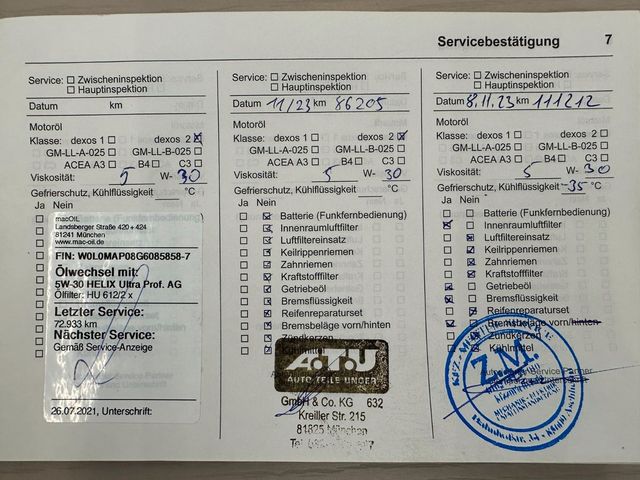 Servicebestätigung 7
Service: Zwischeninspektion
Hauptinspektion
Datum km
Motoröl
Klasse: dexos 1 dexos 2
GM-LL-A-025 GM-LL-B-025
ACEA A3 B4 C3
Viskosität: 5 W- 30
Gefrierschutz, Kühlflüssigkeit °C
Ja Nein
macOIL
Landsberger Straße 420 + 424
81241 München
www.mac-oil.de
FIN: W0L0MAP08G6085858-7
Ölwechsel mit:
5W-30 HELIX Ultra Prof. AG
Ölfilter: HU 612/2 x
Letzter Service:
72.933 km
Nächster Service:
Gemäß Service-Anzeige
26.07.2021, Unterschrift:
Service: Zwischeninspektion
Hauptinspektion
Datum 11/23 km 86205
Motoröl
Klasse: dexos 1 dexos 2
GM-LL-A-025 GM-LL-B-025
ACEA A3 B4 C3
Viskosität: 5 W- 30
Gefrierschutz, Kühlflüssigkeit °C
Ja Nein
Batterie (Funkfernbedienung)
Innenraumluftfilter
Luftfiltereinsatz
Keilrippenriemen
Zahnriemen
Kraftstofffilter
Getriebeöl
Bremsflüssigkeit
Reifenreparaturset
Bremsbeläge vorn/hinten
Zündkerzen
Kühlmittel
A.T.U
AUTO TEILE UNGER
GmbH & Co. KG 632
Kreiller Str. 215
81825 München
Service: Zwischeninspektion
Hauptinspektion
Datum 8.11.23 km 111212
Motoröl
Klasse: dexos 1 dexos 2
GM-LL-A-025 GM-LL-B-025
ACEA A3 B4 C3
Viskosität: 5 W- 30
Gefrierschutz, Kühlflüssigkeit -35 °C
Ja Nein
Batterie (Funkfernbedienung)
Innenraumluftfilter
Luftfiltereinsatz
Keilrippenriemen
Zahnriemen
Kraftstofffilter
Getriebeöl
Bremsflüssigkeit
Reifenreparaturset
Bremsbeläge vorn/hinten
Zündkerzen
Kühlmittel